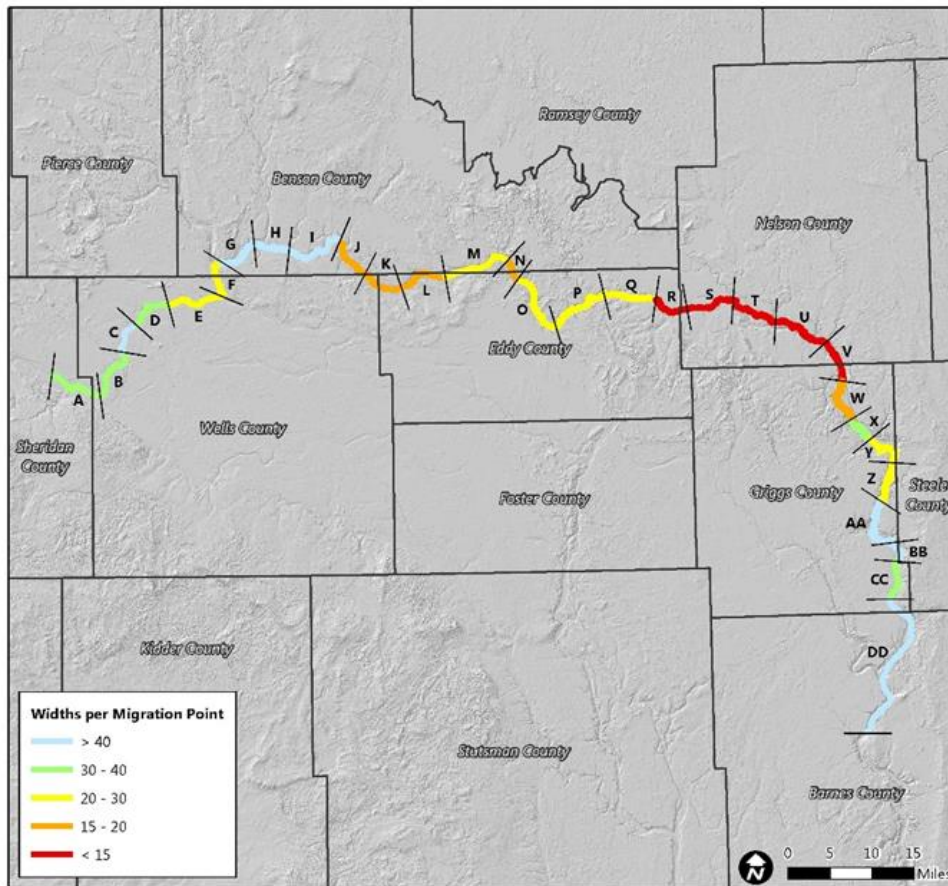 Ramsey County
Pierce County
Benson County
Nelson County
G
H
I
J
K
L
M
N
O
P
Q
R
S
T
U
V
W
X
Y
Z
AA
BB
CC
DD
F
E
D
C
B
A
Eddy County
Sheridan
County
Wells County
Foster County
Griggs County
Steele
County
Kidder County
Stutsman County
Barnes County
Widths per Migration Point
> 40
30 - 40
20 - 30
15 - 20
< 15
N
0 5 10 15
Miles